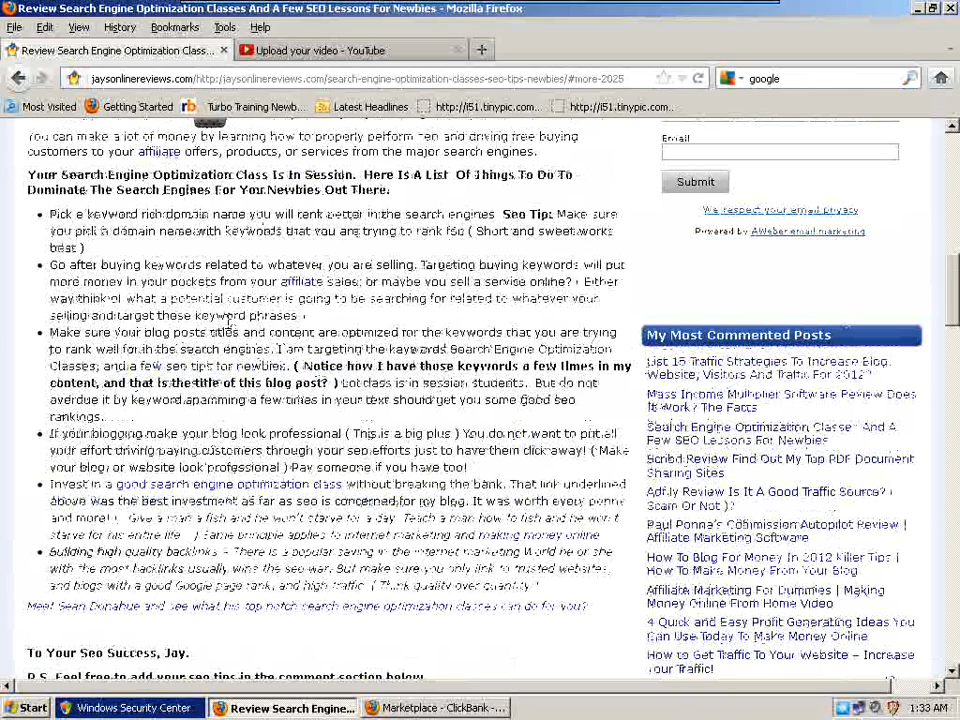 Review Search Engine Optimization Classes And A Few SEO Lessons For Newbies - Mozilla Firefox
File Edit View History Bookmarks Tools Help
Review Search Engine Optimization Class... Upload your video - YouTube
jaysonlinereviews.com/http://jaysonlinereviews.com/search-engine-optimization-classes-seo-tips-newbies/#more-2025 google
Most Visited Getting Started Turbo Training Newb... Latest Headlines http://i51.tinypic.com... http://i51.tinypic.com...
You can make a lot of money by learning how to properly perform seo and driving free buying
customers to your affiliate offers, products, or services from the major search engines.
Your Search Engine Optimization Class Is In Session. Here Is A List Of Things To Do To
Dominate The Search Engines For You Newbies Out There:
Pick a keyword rich domain name you will rank better in the search engines. Seo Tip: Make sure
you pick a domain name with keywords that you are trying to rank for ( Short and sweet works
best )
Go after buying keywords related to whatever you are selling. Targeting buying keywords will put
more money in your pockets from your affiliate sales, or maybe you sell a service online? ( Either
way think of what a potential customer is going to be searching for related to whatever your
selling and target those keyword phrases )
Make sure your blog posts titles and content are optimized for the keywords that you are trying
to rank well for in the search engines. I am targeting the keywords Search Engine Optimization
Classes, and a few seo tips for newbies. ( Notice how I have those keywords a few times in my
content, and that is the title of this blog post? ) Lol class is in session students. But do not
overdue it by keyword spamming a few times in your text should get you some good seo
rankings.
If your blogging make your blog look professional ( This is a big plus ) You do not want to put all
your effort driving paying customers through your seo efforts just to have them click away! ( Make
your blog or website look professional ) Pay someone if you have too!
Invest in a good search engine optimization class without breaking the bank. That link underlined
above was the best investment as far as seo is concerned for my blog. It was worth every penny
and more! ( Give a man a fish and he won't starve for a day. Teach a man how to fish and he won't
starve for his entire life ) Same principle applies to internet marketing and making money online
Building high quality backlinks - There is a popular saying in the internet marketing World he or she
with the most backlinks usually wins the seo war. But make sure you only link to trusted websites,
and blogs with a good Google page rank, and high traffic ( Think quality over quantity )
Meet Sean Donahue and see what his top notch search engine optimization classes can do for you?
To Your Seo Success, Jay.
P.S. Feel free to add your seo tips in the comment section below
Email
Submit
We respect your email privacy
Powered by AWeber email marketing
My Most Commented Posts
List 15 Traffic Strategies To Increase Blog,
Website, Visitors And Traffic For 2012?
Mass Income Multiplier Software Review Does
It Work? The Facts
Search Engine Optimization Classes And A
Few SEO Lessons For Newbies
Scribd Review Find Out My Top PDF Document
Sharing Sites
Adf.ly Review Is It A Good Traffic Source? (
Scam Or Not )?
Paul Ponna's Commission Autopilot Review |
Affiliate Marketing Software
How To Blog For Money In 2012 Killer Tips |
How To Make Money From Your Blog
Affiliate Marketing For Dummies | Making
Money Online From Home Video
4 Quick and Easy Profit Generating Ideas You
Can Use Today To Make Money Online
How to Get Traffic To Your Website – Increase
Your Traffic!
Start Windows Security Center Review Search Engine... Marketplace - ClickBank -... 1:33 AM